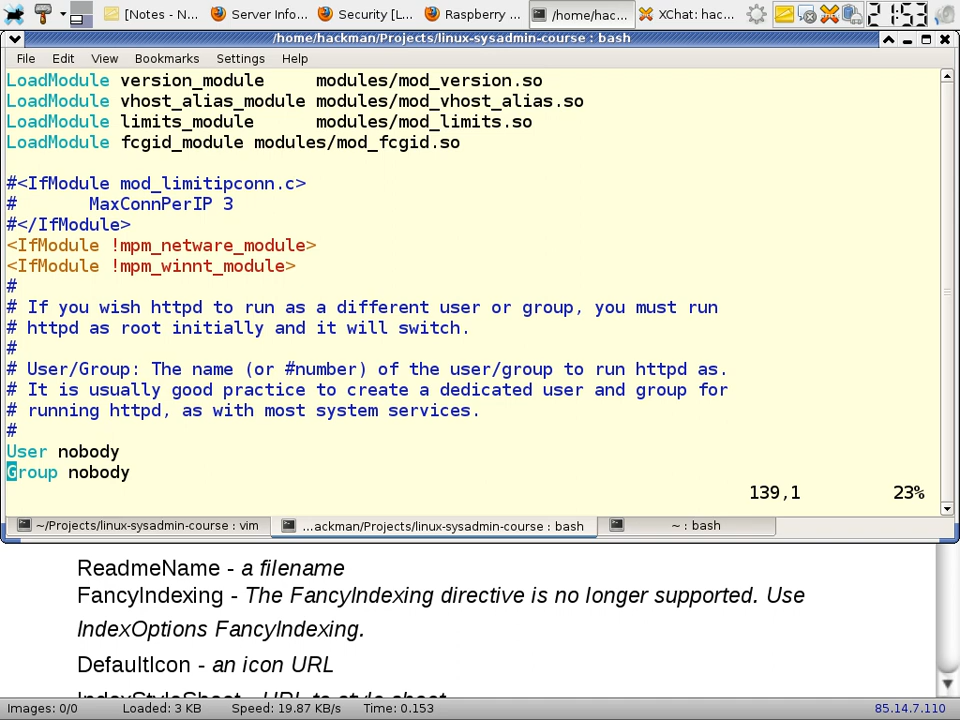 [Notes - N...
Server Info...
Security [L...
Raspberry ...
/home/hac...
XChat: hac...
21:53
/home/hackman/Projects/linux-sysadmin-course : bash
File Edit View Bookmarks Settings Help
LoadModule version_module     modules/mod_version.so
LoadModule vhost_alias_module modules/mod_vhost_alias.so
LoadModule limits_module      modules/mod_limits.so
LoadModule fcgid_module modules/mod_fcgid.so
#<IfModule mod_limitipconn.c>
#       MaxConnPerIP 3
#</IfModule>
<IfModule !mpm_netware_module>
<IfModule !mpm_winnt_module>
#
# If you wish httpd to run as a different user or group, you must run
# httpd as root initially and it will switch.
#
# User/Group: The name (or #number) of the user/group to run httpd as.
# It is usually good practice to create a dedicated user and group for
# running httpd, as with most system services.
#
User nobody
Group nobody
139,1 23%
~/Projects/linux-sysadmin-course : vim
...ackman/Projects/linux-sysadmin-course : bash
~ : bash
ReadmeName - a filename
FancyIndexing - The FancyIndexing directive is no longer supported. Use
IndexOptions FancyIndexing.
DefaultIcon - an icon URL
IndexStyleSheet - URL to style sheet
Images: 0/0 Loaded: 3 KB Speed: 19.87 KB/s Time: 0.153 85.14.7.110